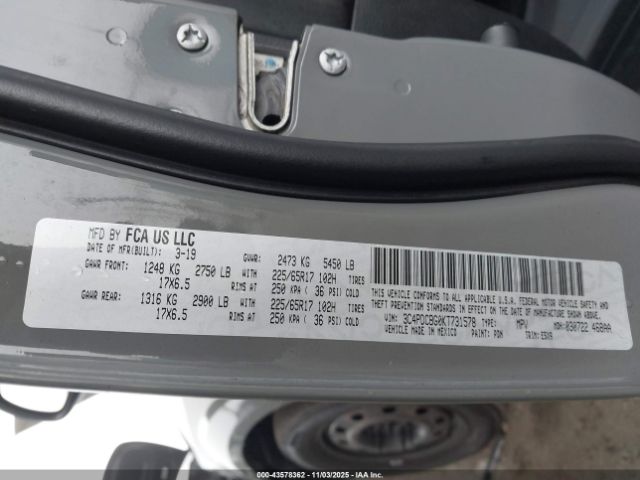 MFD BY FCA US LLC
DATE OF MFR(BUILT): 3-19 GVWR: 2473 KG 5450 LB
GAWR FRONT: 1248 KG 2750 LB WITH 225/65R17 102H TIRES
17X6.5 RIMS AT 250 KPA ( 36 PSI) COLD
GAWR REAR: 1316 KG 2900 LB WITH 225/65R17 102H TIRES
17X6.5 RIMS AT 250 KPA ( 36 PSI) COLD
THIS VEHICLE CONFORMS TO ALL APPLICABLE U.S.A. FEDERAL MOTOR VEHICLE SAFETY AND
THEFT PREVENTION STANDARDS IN EFFECT ON THE DATE OF MANUFACTURE SHOWN ABOVE.
VIN: 3C4PDCBG0KT731578 TYPE: MPV MDH: 030722 468AA
VEHICLE MADE IN MEXICO PAINT: PDN TRIM:
000-43578362 - 11/03/2025 - IAA Inc.